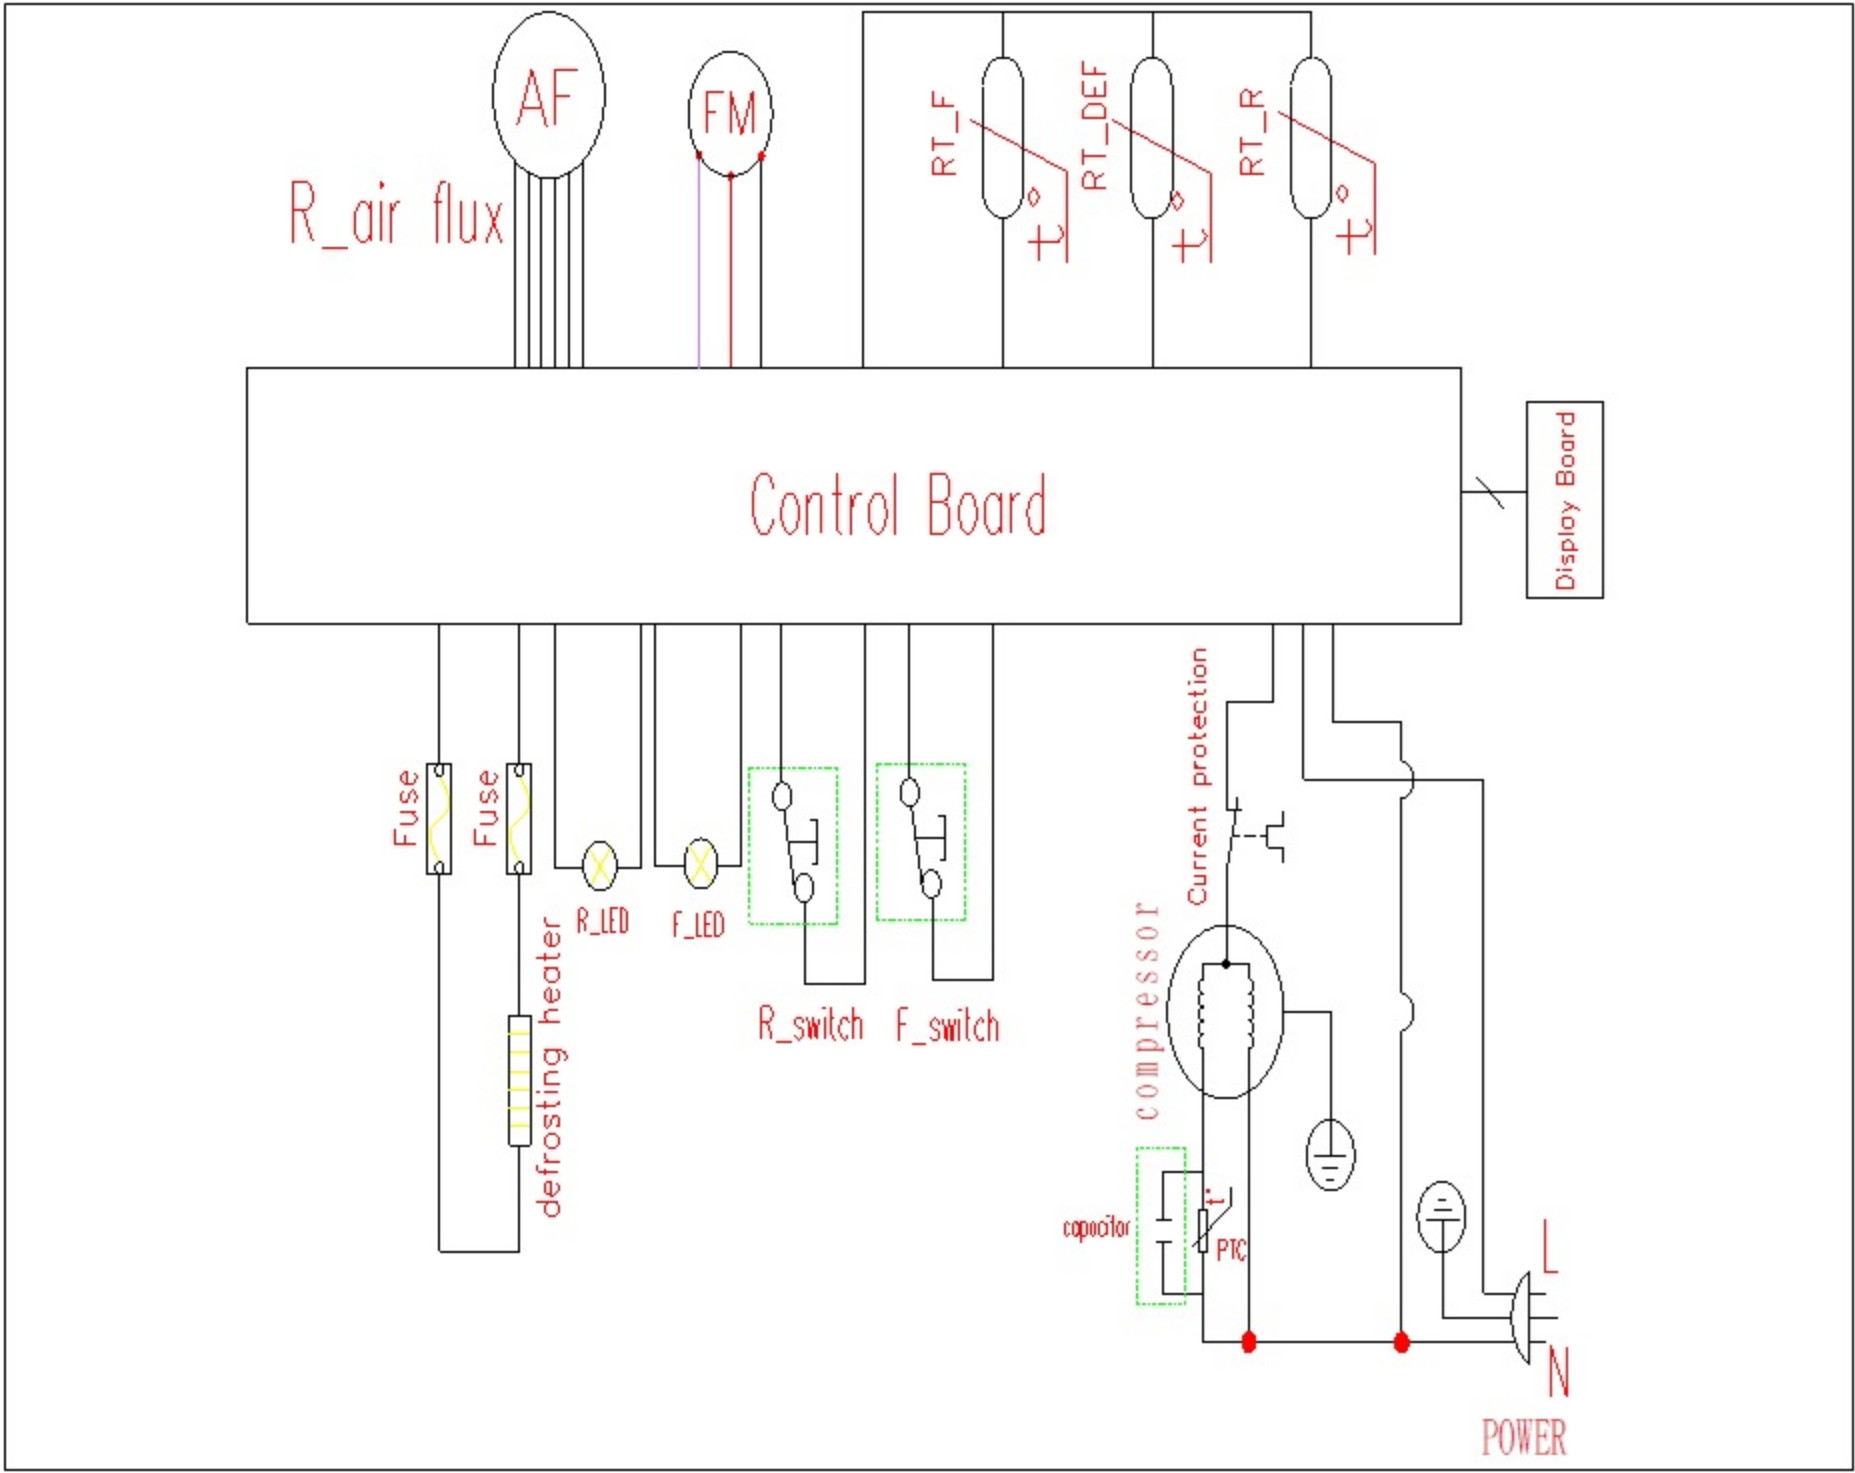 AF
FM
RT_F
t°
RT_DEF
t°
RT_R
t°
R_air flux
Control Board
Display Board
Fuse
Fuse
R_LED
F_LED
defrosting heater
R_switch
F_switch
Current protection
compressor
capacitor
t°
PTC
L
N
POWER